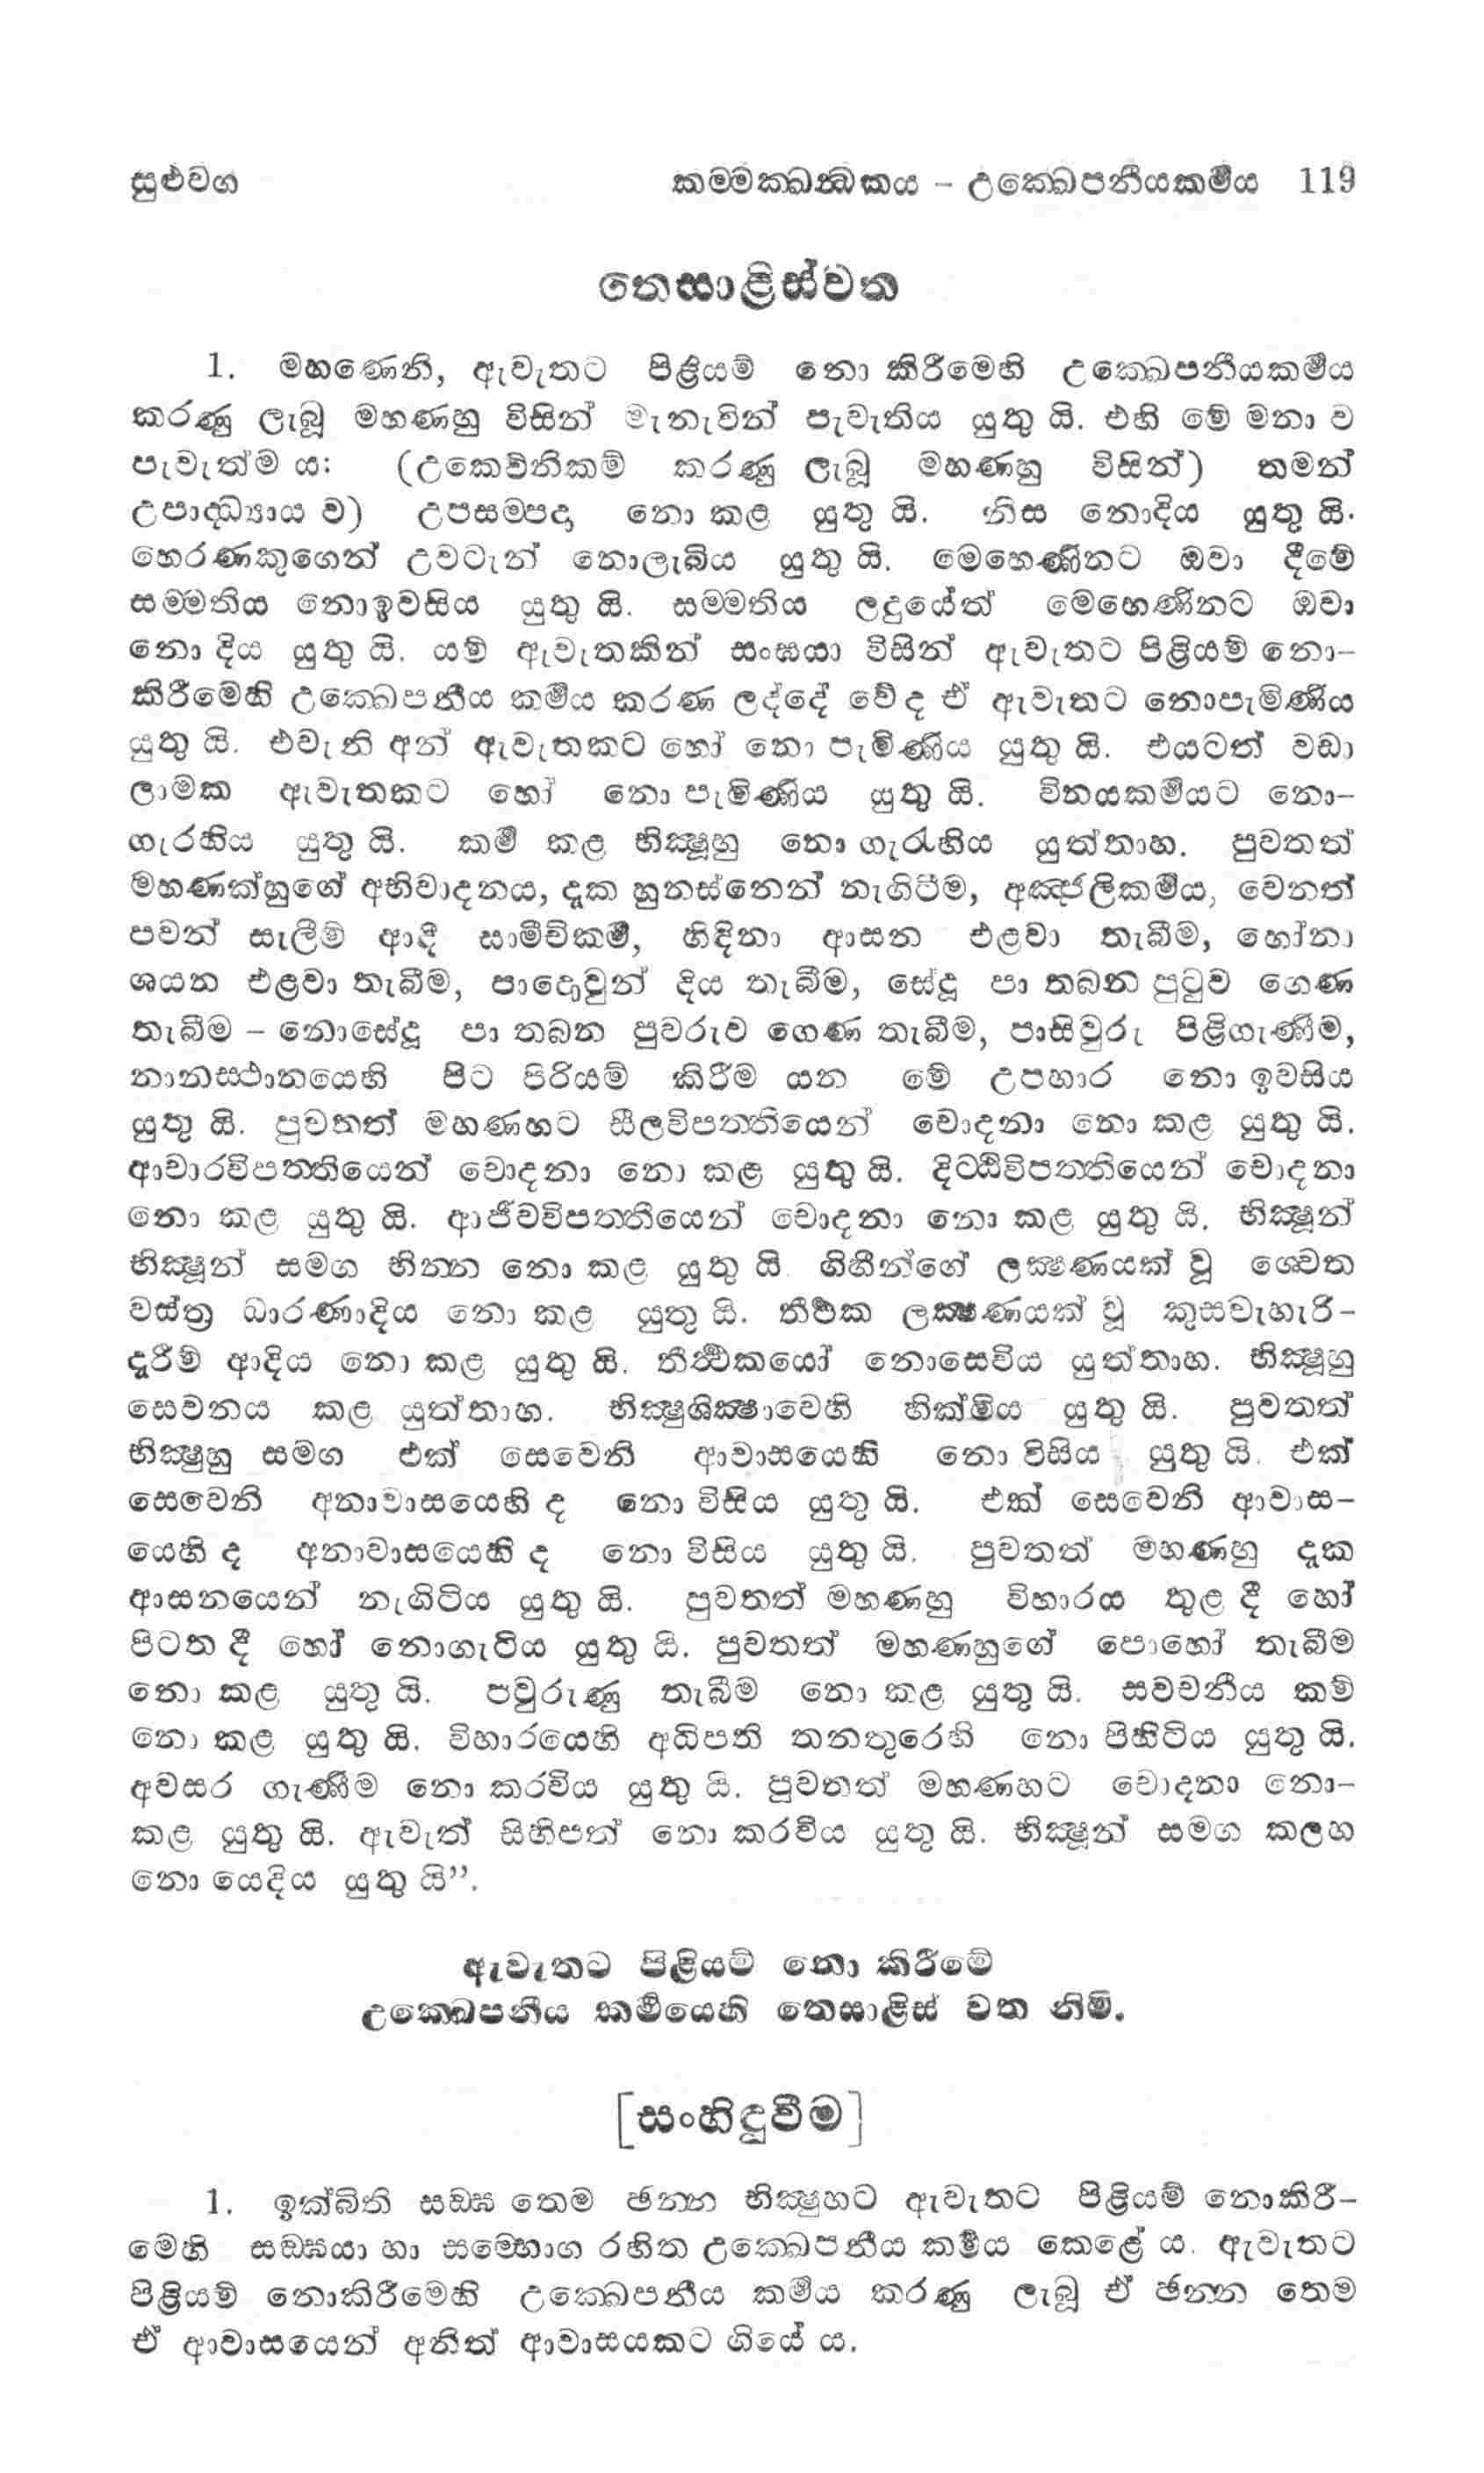 සුළුවග කම්මක්ඛන්ධකය – උක්ඛෙපනීයකර්‍මය 119
තෙසාළිස්වත
1. මහණෙනි, ඇවැතට පිළියම් නො කිරීමෙහි උක්ඛෙපනීයකර්‍මය
කරණු ලැබූ මහණහු විසින් මැනැවින් පැවැතිය යුතු යි. එහි මේ මනා ව
පැවැත්ම ය: (උකෙව්නිකම් කරණු ලැබූ මහණහු විසින්) තමන්
උපාද්ධ්‍යාය ව) උපසම්පදා නො කළ යුතු යි. නිස නොදිය යුතු යි.
හෙරණකුගෙන් උවටැන් නොලැබිය යුතු යි. මෙහෙණිනට ඔවා දීමේ
සම්මතිය නොඉවසිය යුතු යි. සම්මතිය ලදුයේත් මෙහෙණිනට ඔවා
නො දිය යුතු යි. යම් ඇවැතකින් සංඝයා විසින් ඇවැතට පිළියම් නො-
කිරීමෙහි උක්ඛෙපනීය කර්‍මය කරණ ලද්දේ වේ ද ඒ ඇවැතට නොපැමිණිය
යුතු යි. එවැනි අන් ඇවැතකට හෝ නො පැමිණිය යුතු යි. එයටත් වඩා
ලාමක ඇවැතකට හෝ නො පැමිණිය යුතු යි. විනයකර්‍මයට නො-
ගැරහිය යුතු යි. කර්‍ම කළ භික්ෂූහු නො ගැරැහිය යුත්තාහ. පුවතත්
මහණක්හුගේ අභිවාදනය, දැක හුනස්නෙන් නැගිටීම, අඤ්ජලිකර්‍මය, වෙනත්
පවන් සැලීම් ආදී සාමීචිකර්‍ම, හිඳිනා ආසන එළවා තැබීම, හෝනා
ශයන එළවා තැබීම, පාදොවුන් දිය තැබීම, සේදූ පා තබන පුටුව ගෙණ
තැබීම – නොසේදූ පා තබන පුවරුව ගෙණ තැබීම, පාසිවුරු පිළිගැණීම,
නානස්ථානයෙහි පිට පිරියම් කිරීම යන මේ උපහාර නො ඉවසිය
යුතු යි. පුවතත් මහණහට සීලවිපත්තියෙන් චොදනා නො කළ යුතු යි.
ආචාරවිපත්තියෙන් චොදනා නො කළ යුතු යි. දිට්ඨිවිපත්තියෙන් චොදනා
නො කළ යුතු යි. ආජීවවිපත්තියෙන් චොදනා නො කළ යුතු යි. භික්ෂූන්
භික්ෂූන් සමග භින්න නො කළ යුතු යි. ගිහීන්ගේ ලක්ෂණයක් වූ ශ්වෙත
වස්ත්‍ර ධාරණාදිය නො කළ යුතු යි. තීර්‍ථක ලක්ෂණයක් වූ කුසවැහැරි-
දැරීම් ආදිය නො කළ යුතු යි. තීර්‍ත්‍ථකයෝ නොසෙවිය යුත්තාහ. භික්ෂූහු
සෙවනය කළ යුත්තාහ. භික්ෂුශික්ෂාවෙහි හික්මිය යුතු යි. පුවතත්
භික්ෂුහු සමග එක් සෙවෙනි ආවාසයෙහි නො විසිය යුතු යි. එක්
සෙවෙනි අනාවාසයෙහි ද නො විසිය යුතු යි. එක් සෙවෙනි ආවාස-
යෙහි ද අනාවාසයෙහි ද නො විසිය යුතු යි. පුවතත් මහණහු දැක
ආසනයෙන් නැගිටිය යුතු යි. පුවතත් මහණහු විහාරය තුළ දී හෝ
පිටත දී හෝ නොගැටිය යුතු යි. පුවතත් මහණහුගේ පොහෝ තැබීම
නො කළ යුතු යි. පවුරුණු තැබීම නො කළ යුතු යි. සවචනීය කම්
නො කළ යුතු යි. විහාරයෙහි අධිපති තනතුරෙහි නො පිහිටිය යුතු යි.
අවසර ගැණීම නො කරවිය යුතු යි. පුවතත් මහණහට චොදනා නො-
කළ යුතු යි. ඇවැත් සිහිපත් නො කරවිය යුතු යි. භික්ෂූන් සමග කලහ
නො යෙදිය යුතු යි”.
ඇවැතට පිළියම් නො කිරීමේ
උක්ඛෙපනීය කර්‍මයෙහි තෙසාළිස් වත නිමි.
[සංහිඳුවීම]
1. ඉක්බිති සඞ්ඝ තෙම ඡන්න භික්ෂුහට ඇවැතට පිළියම් නොකිරී-
මෙහි සඞ්ඝයා හා සම්භොග රහිත උක්ඛෙපනීය කර්‍මය කෙළේ ය. ඇවැතට
පිළියම් නොකිරීමෙහි උක්ඛෙපනීය කර්‍මය කරණු ලැබූ ඒ ඡන්න තෙම
ඒ ආවාසයෙන් අනිත් ආවාසයකට ගියේ ය.